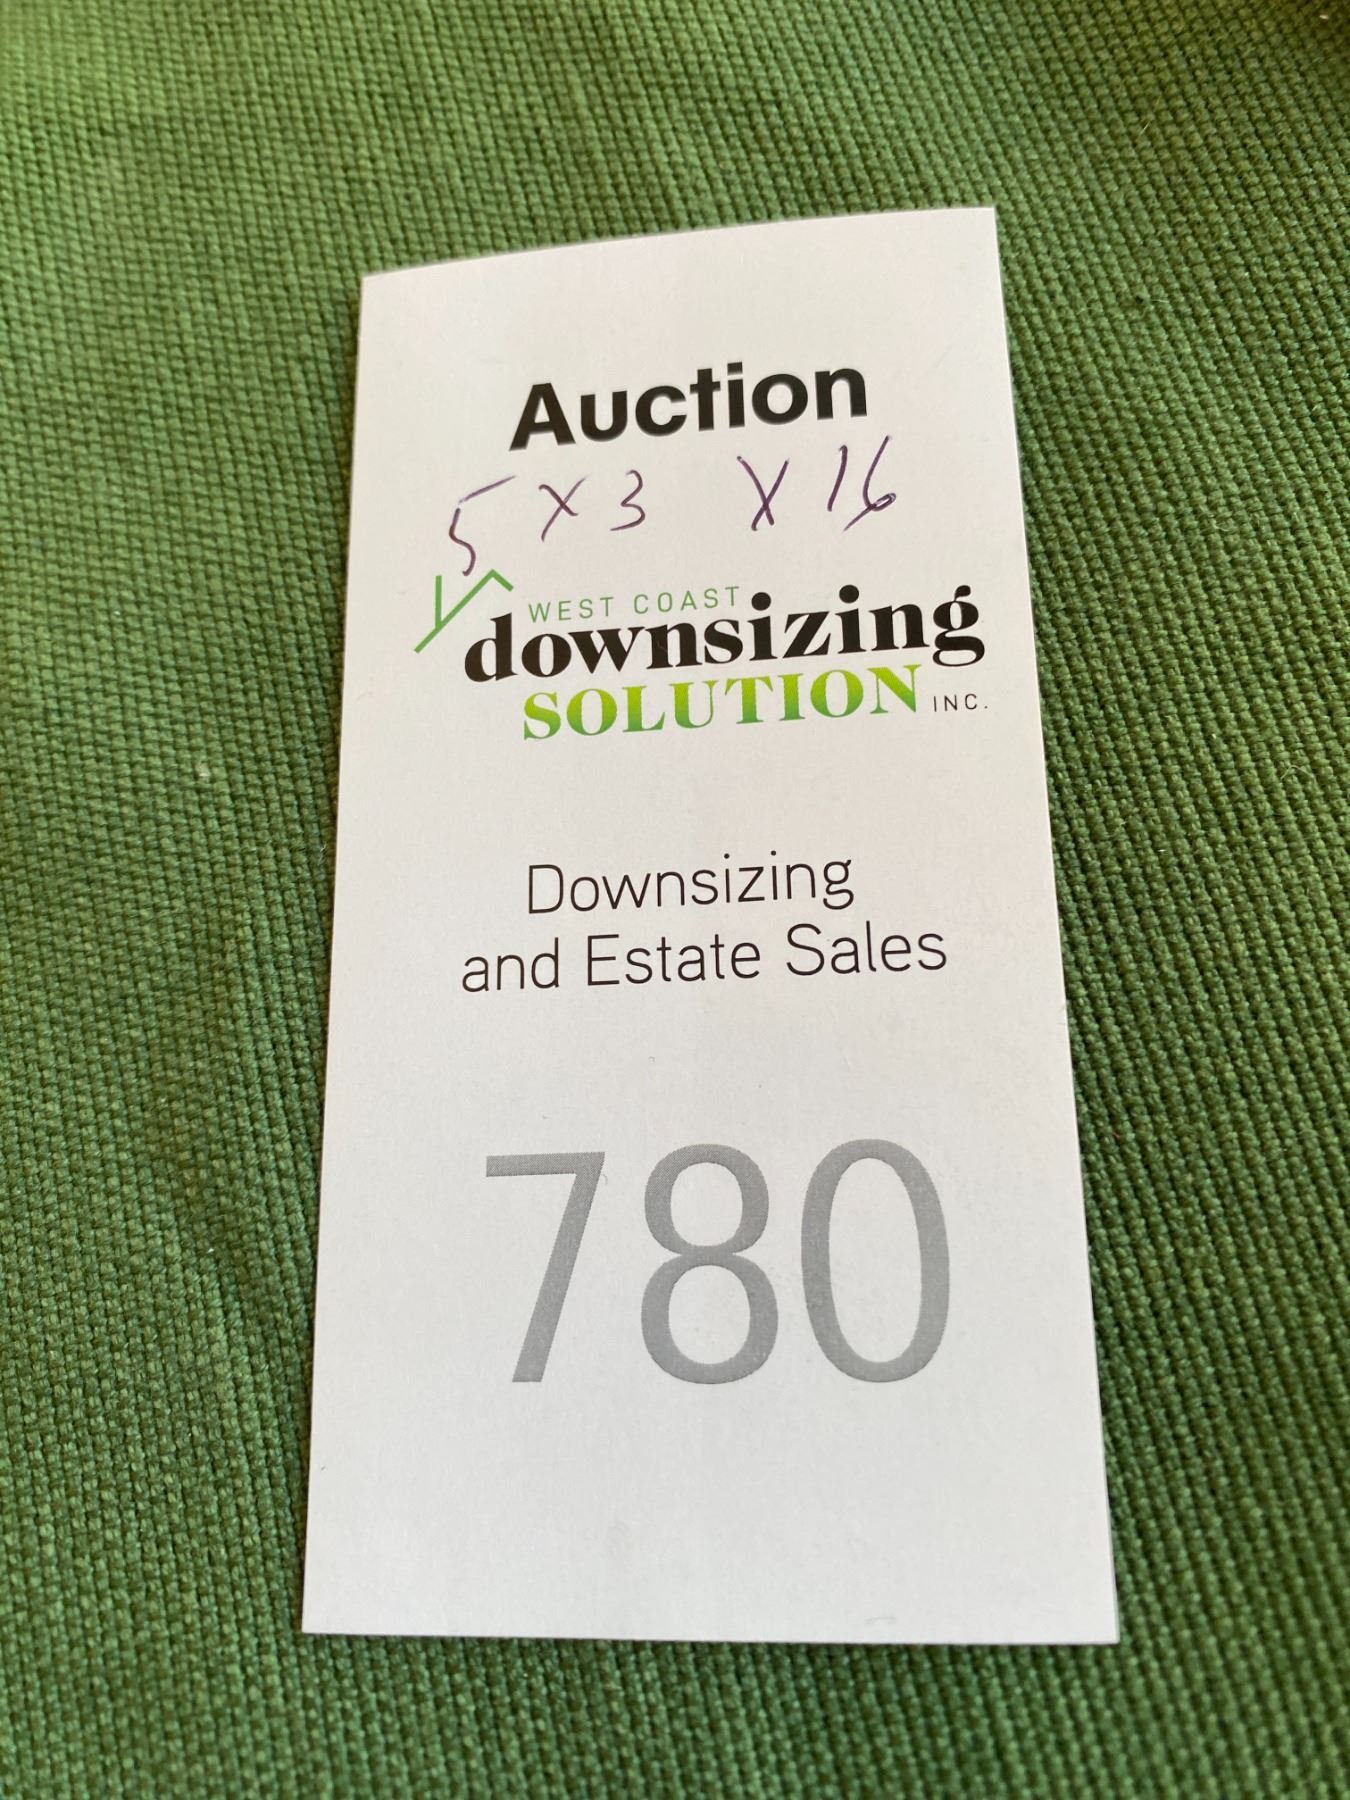 Auction
5 x 3 x 16
WEST COAST
downsizing
SOLUTION INC.
Downsizing
and Estate Sales
780